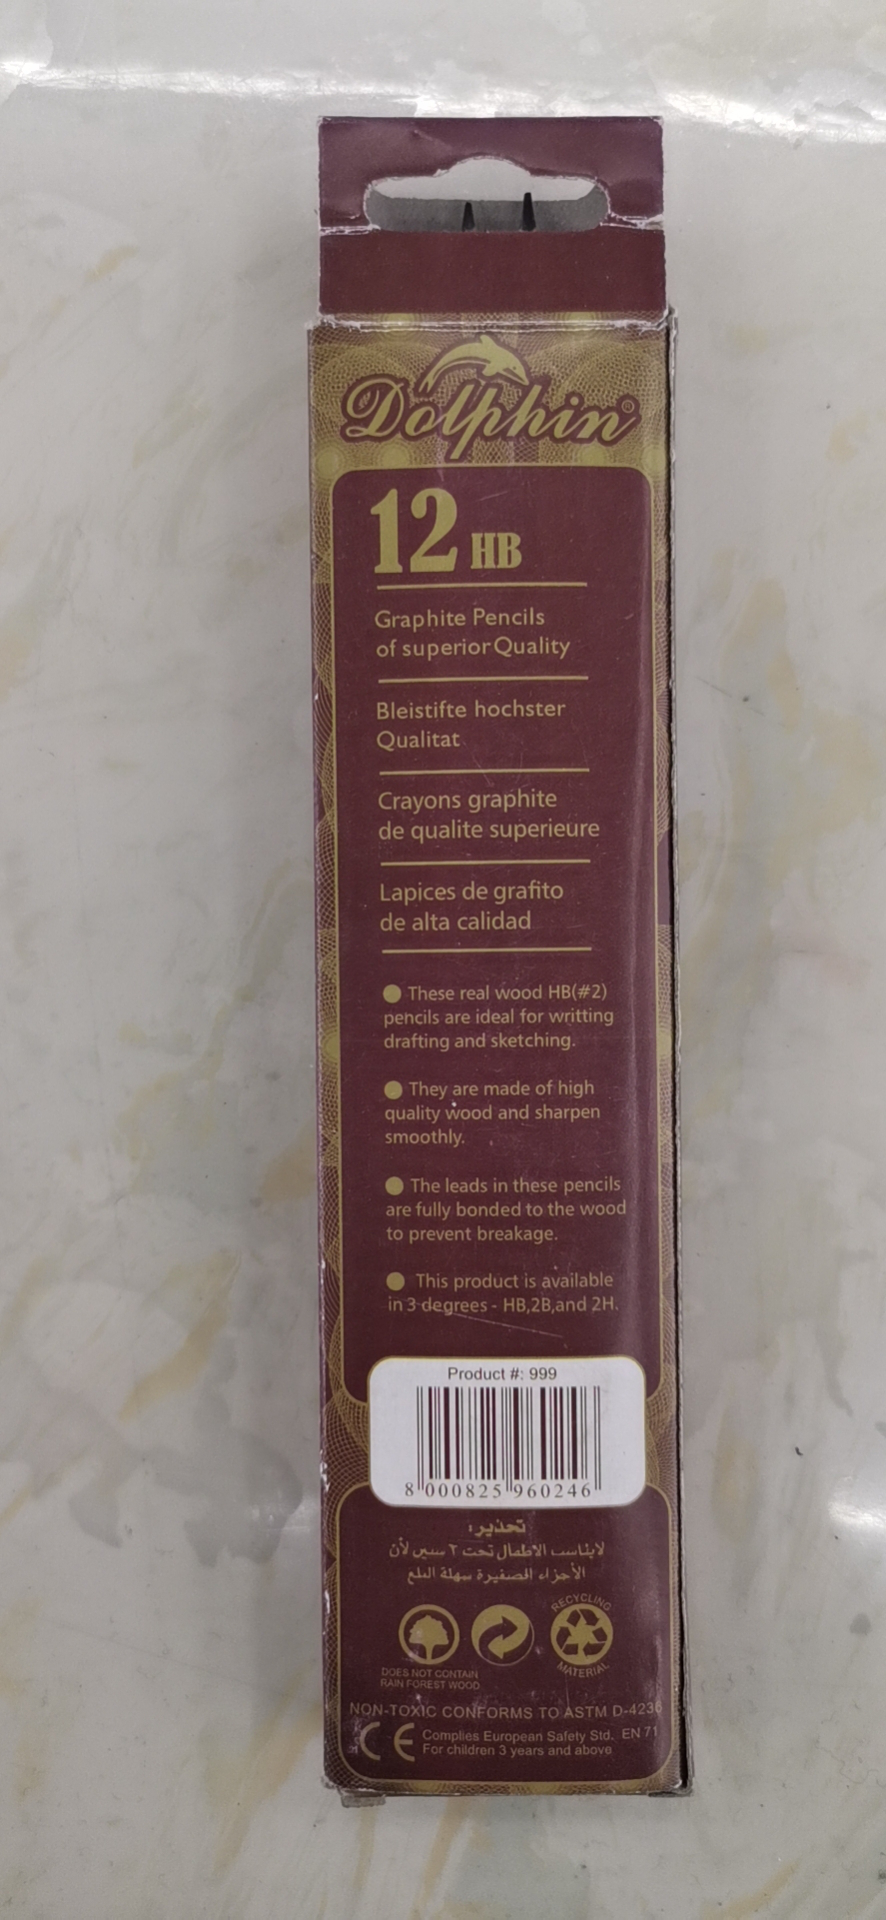 Dolphin®
12 HB
Graphite Pencils
of superior Quality
Bleistifte hochster
Qualitat
Crayons graphite
de qualite superieure
Lapices de grafito
de alta calidad
These real wood HB(#2)
pencils are ideal for writting
drafting and sketching.
They are made of high
quality wood and sharpen
smoothly.
The leads in these pencils
are fully bonded to the wood
to prevent breakage.
This product is available
in 3 degrees - HB,2B,and 2H.
Product #: 999
8 000825 960246
تحذير:
لايناسب الاطفال تحت ٣ سنين لأن
الأجزاء الصغيرة سهلة البلع
RECYCLING
MATERIAL
DOES NOT CONTAIN
RAIN FOREST WOOD
NON-TOXIC CONFORMS TO ASTM D-4236
CE Complies European Safety Std. EN 71
For children 3 years and above